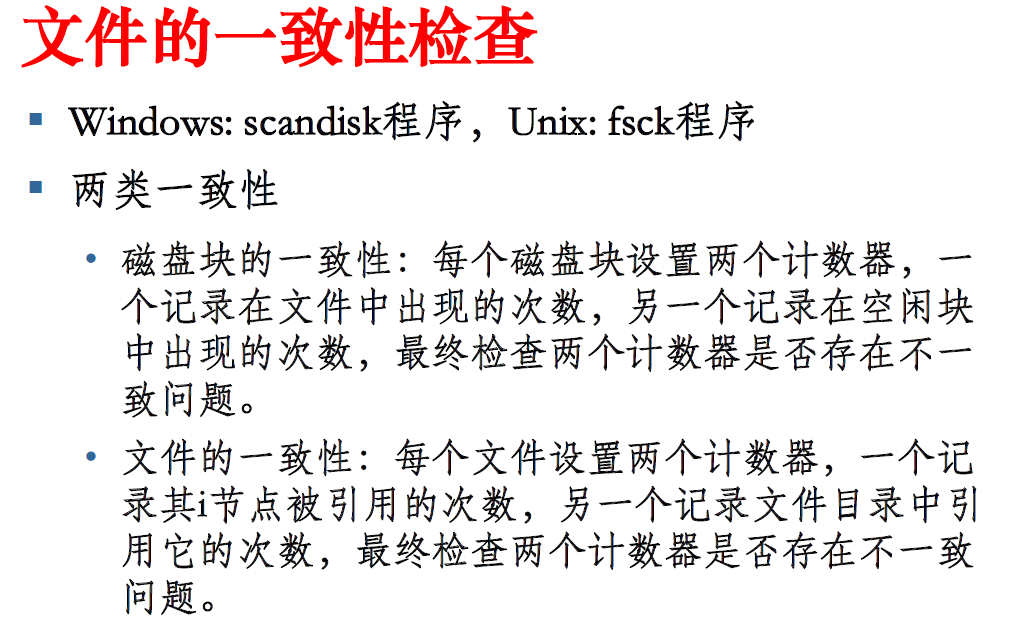 文件的一致性检查
Windows: scandisk程序，Unix: fsck程序
两类一致性
磁盘块的一致性：每个磁盘块设置两个计数器，一
个记录在文件中出现的次数，另一个记录在空闲块
中出现的次数，最终检查两个计数器是否存在不一
致问题。
文件的一致性：每个文件设置两个计数器，一个记
录其i节点被引用的次数，另一个记录文件目录中引
用它的次数，最终检查两个计数器是否存在不一致
问题。